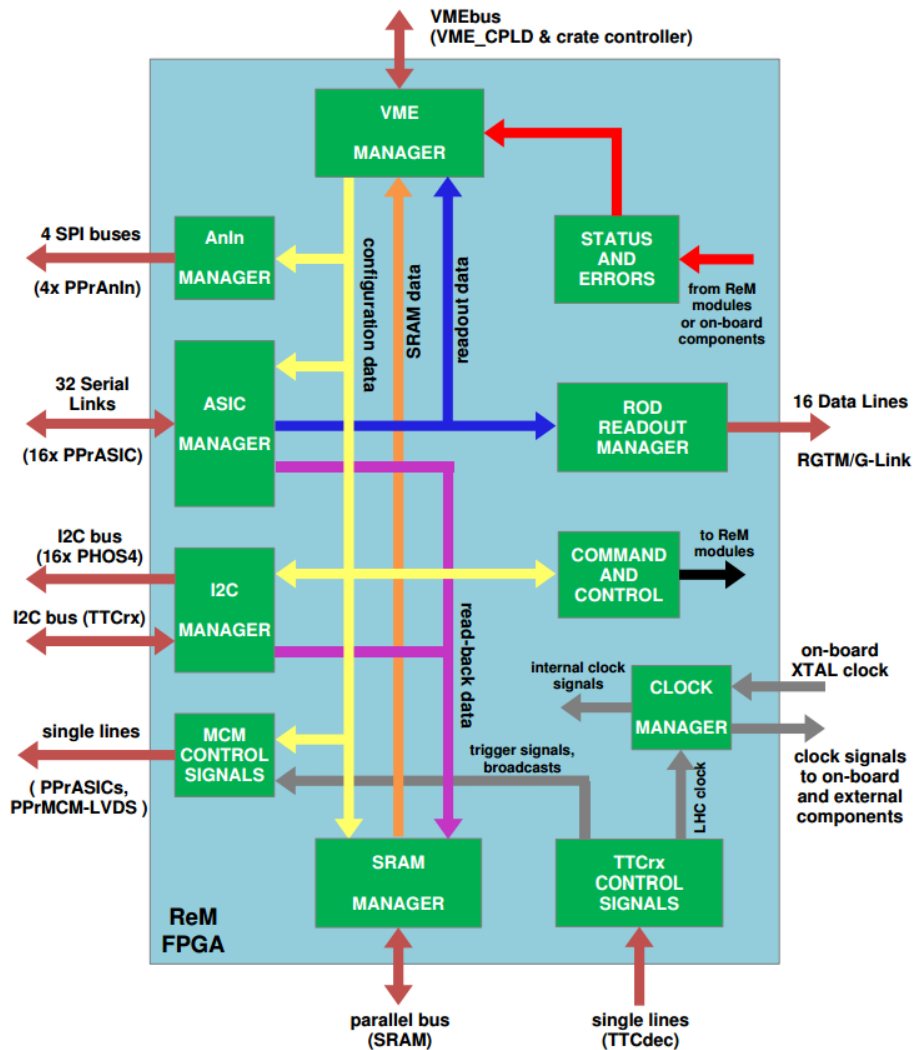 VMEbus
(VME_CPLD & crate controller)
VME
MANAGER
4 SPI buses
(4x PPrAnIn)
AnIn
MANAGER
configuration data
SRAM data
readout data
STATUS
AND
ERRORS
from ReM
modules
or on-board
components
32 Serial
Links
(16x PPrASIC)
ASIC
MANAGER
ROD
READOUT
MANAGER
16 Data Lines
RGTM/G-Link
I2C bus
(16x PHOS4)
I2C bus (TTCrx)
I2C
MANAGER
COMMAND
AND
CONTROL
to ReM
modules
read-back data
internal clock
signals
CLOCK
MANAGER
on-board
XTAL clock
clock signals
to on-board
and external
components
single lines
( PPrASICs,
PPrMCM-LVDS )
MCM
CONTROL
SIGNALS
trigger signals,
broadcasts
LHC clock
SRAM
MANAGER
TTCrx
CONTROL
SIGNALS
ReM
FPGA
parallel bus
(SRAM)
single lines
(TTCdec)